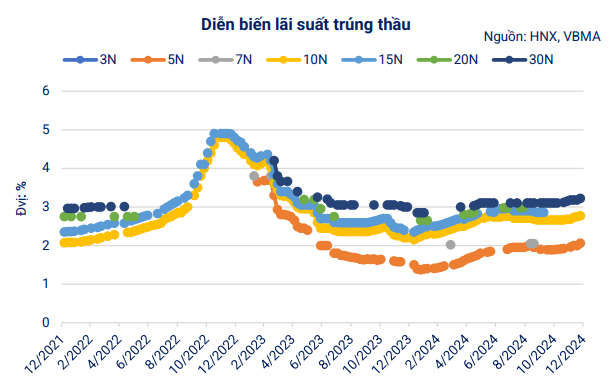 Diễn biến lãi suất trúng thầu
Nguồn: HNX, VBMA
3N 5N 7N 10N 15N 20N 30N
Đvị: %
6
5
4
3
2
1
0
12/2021 2/2022 4/2022 6/2022 8/2022 10/2022 12/2022 2/2023 4/2023 6/2023 8/2023 10/2023 12/2023 2/2024 4/2024 6/2024 8/2024 10/2024 12/2024